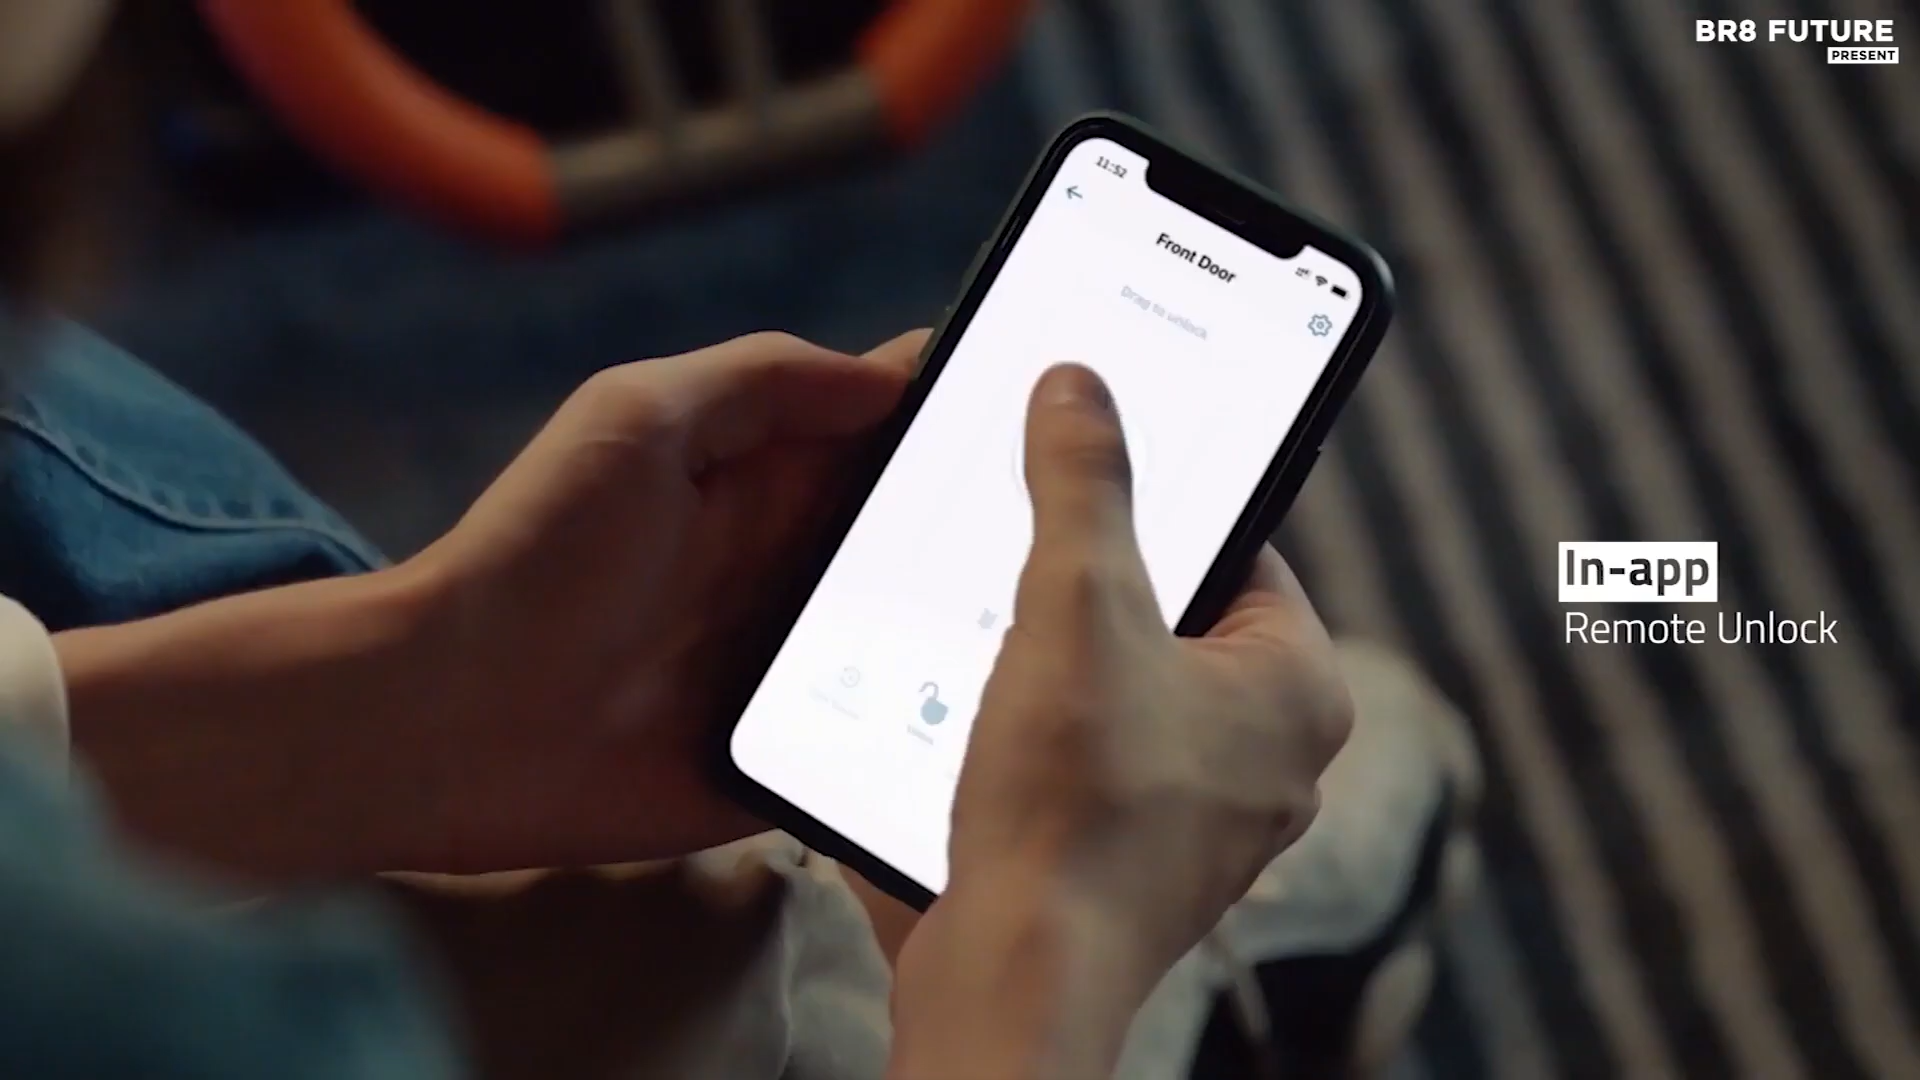 BR8 FUTURE
PRESENT
11:52
Front Door
Drag to unlock
In-app
Remote Unlock